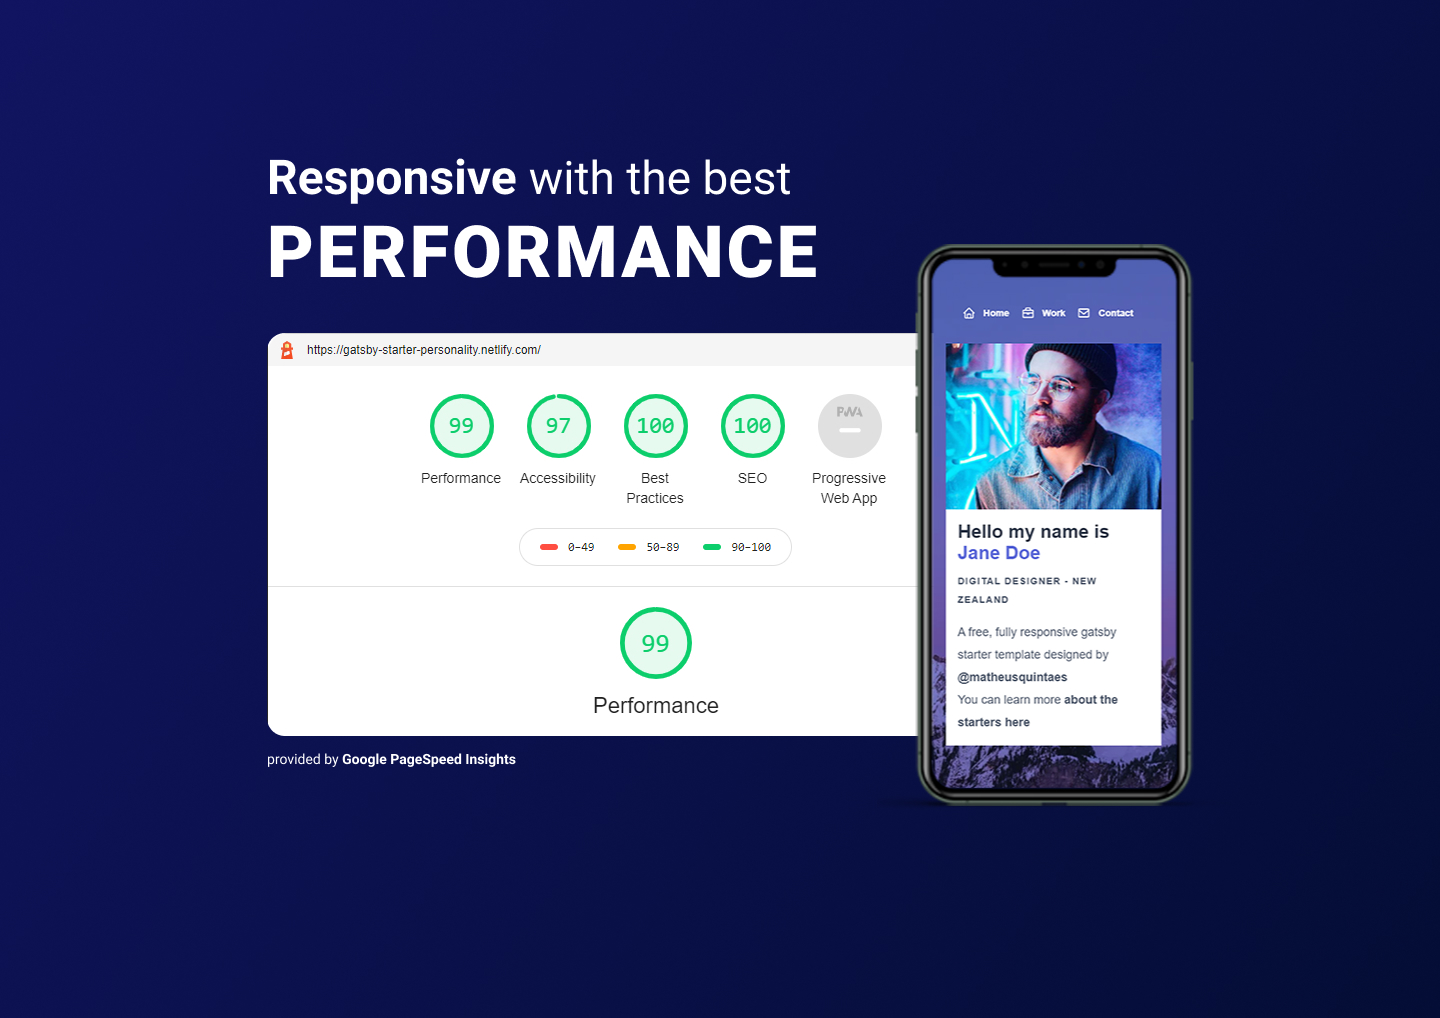 Responsive with the best
PERFORMANCE
https://gatsby-starter-personality.netlify.com/
99
97
100
100
PWA
Performance
Accessibility
Best
Practices
SEO
Progressive
Web App
0–49
50–89
90–100
99
Performance
provided by Google PageSpeed Insights
Home
Work
Contact
Hello my name is
Jane Doe
DIGITAL DESIGNER - NEW
ZEALAND
A free, fully responsive gatsby
starter template designed by
@matheusquintaes
You can learn more about the
starters here